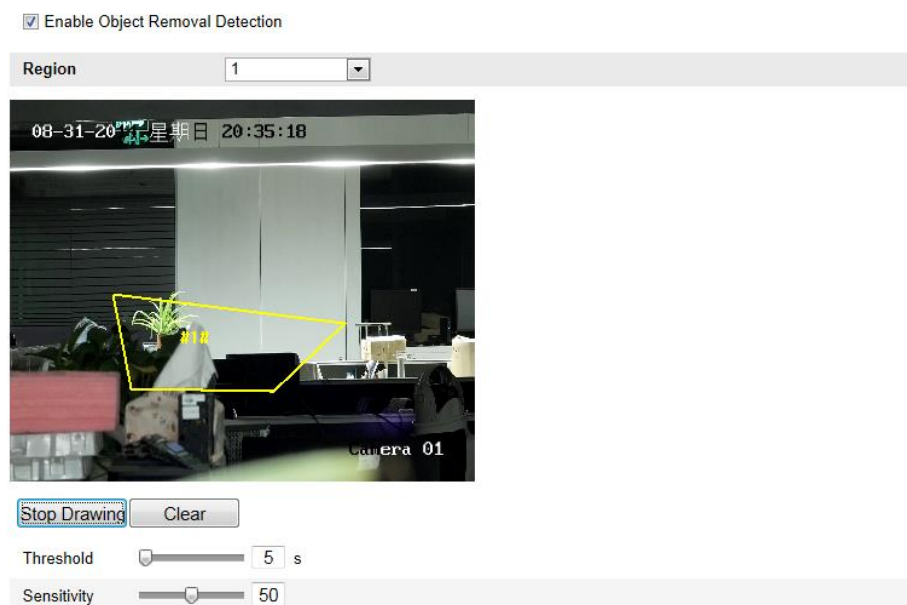 Enable Object Removal Detection
Region 1
08-31-20 星期日 20:35:18
#1#
Camera 01
Stop Drawing Clear
Threshold 5 s
Sensitivity 50